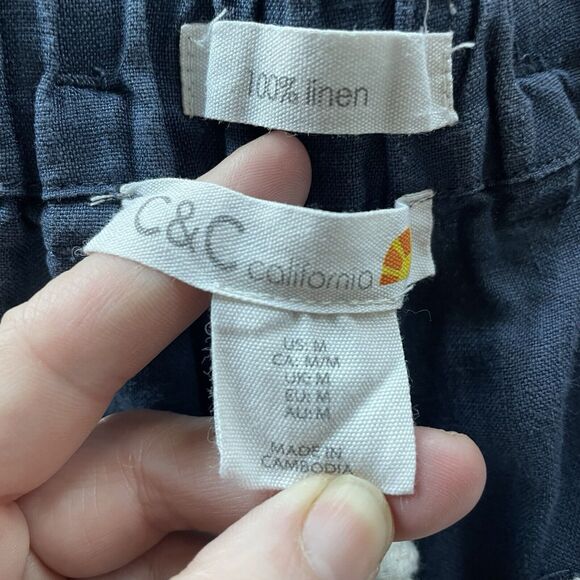 100% linen
C&C california
US: M
CA: M/M
UK: M
EU: M
AU: M
MADE IN
CAMBODIA